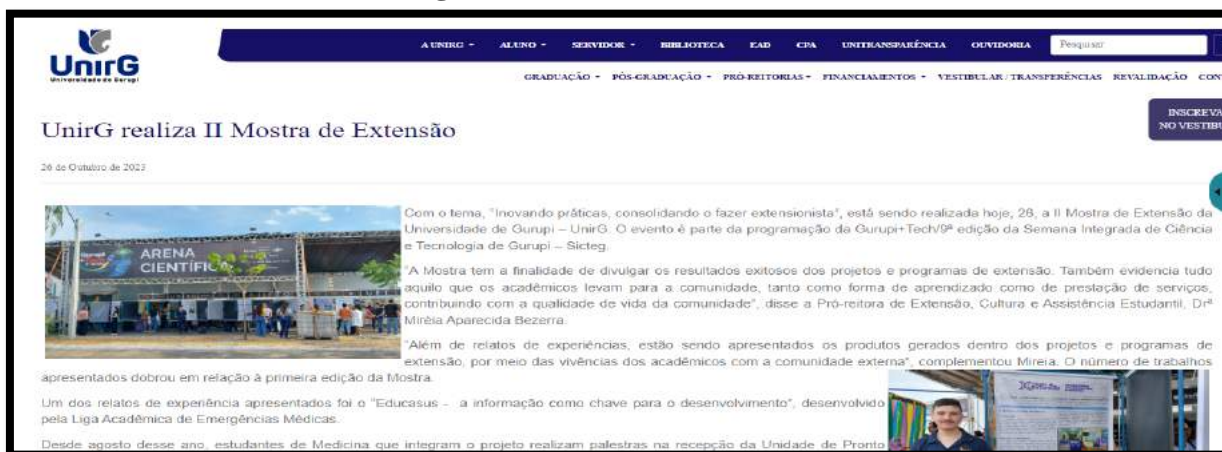 UnirG
Universidade de Gurupi
A UNIRG
ALUNO
SERVIDOR
BIBLIOTECA
EAD
CPA
UNITRANSPARÊNCIA
OUVIDORIA
Pesquisar
GRADUAÇÃO
PÓS-GRADUAÇÃO
PRÓ-REITORIAS
FINANCIAMENTOS
VESTIBULAR / TRANSFERÊNCIAS
REVALIDAÇÃO
CON
INSCREVA
NO VESTIBU
UnirG realiza II Mostra de Extensão
26 de Outubro de 2023
ARENA
CIENTÍFIC
Com o tema, "Inovando práticas, consolidando o fazer extensionista", está sendo realizada hoje, 26, a II Mostra de Extensão da
Universidade de Gurupi – UnirG. O evento é parte da programação da Gurupi+Tech/9ª edição da Semana Integrada de Ciência
e Tecnologia de Gurupi – Sicteg.
"A Mostra tem a finalidade de divulgar os resultados exitosos dos projetos e programas de extensão. Também evidencia tudo
aquilo que os acadêmicos levam para a comunidade, tanto como forma de aprendizado como de prestação de serviços,
contribuindo com a qualidade de vida da comunidade", disse a Pró-reitora de Extensão, Cultura e Assistência Estudantil, Drª
Miréia Aparecida Bezerra.
"Além de relatos de experiências, estão sendo apresentados os produtos gerados dentro dos projetos e programas de
extensão, por meio das vivências dos acadêmicos com a comunidade externa", complementou Mireia. O número de trabalhos
apresentados dobrou em relação à primeira edição da Mostra.
Um dos relatos de experiência apresentados foi o "Educasus - a informação como chave para o desenvolvimento", desenvolvido
pela Liga Acadêmica de Emergências Médicas.
Desde agosto desse ano, estudantes de Medicina que integram o projeto realizam palestras na recepção da Unidade de Pronto